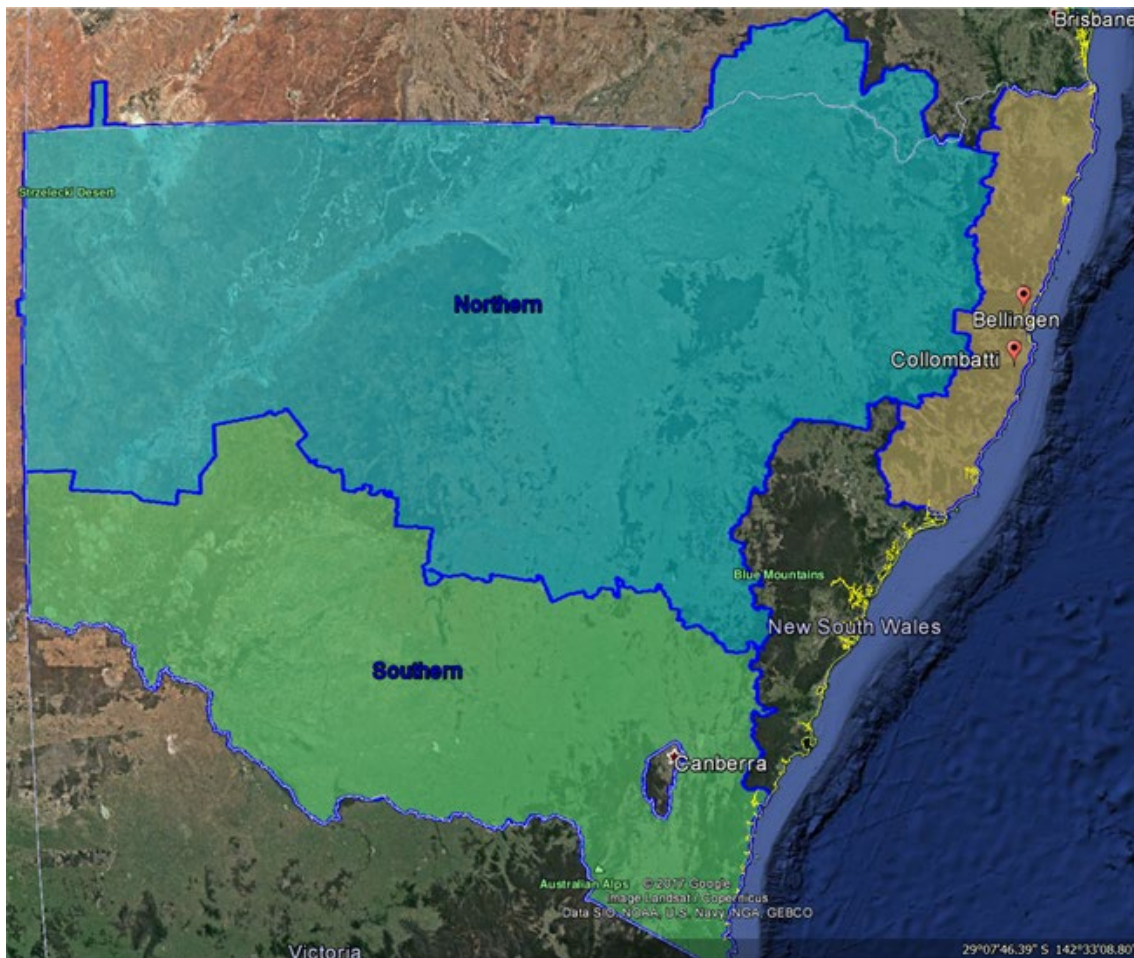 Brisbane
Strzelecki Desert
Northern
Bellingen
Collombatti
Blue Mountains
New South Wales
Southern
Canberra
Australian Alps © 2017 Google
Image Landsat / Copernicus
Data SIO, NOAA, U.S. Navy, NGA, GEBCO
Victoria
29°07'46.39" S 142°33'08.80"